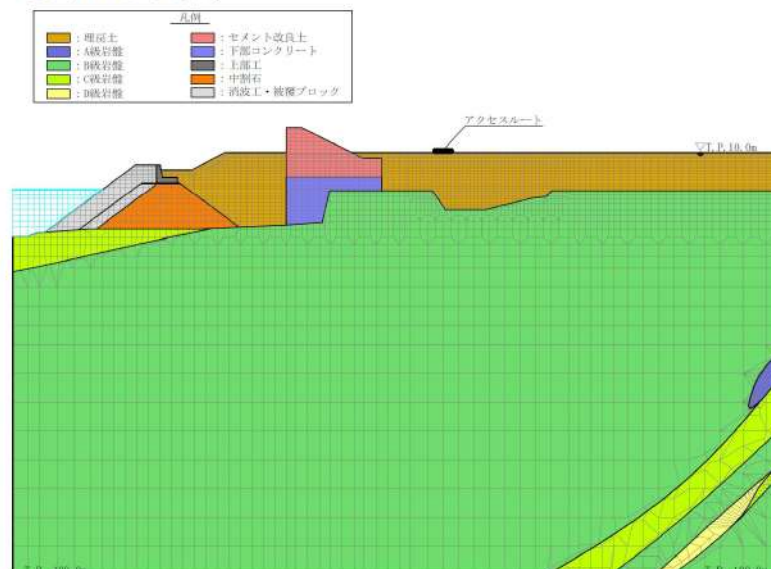 凡例
：埋戻土
：セメント改良土
：A級岩盤
：下部コンクリート
：B級岩盤
：上部工
：C級岩盤
：中割石
：D級岩盤
：消波工・被覆ブロック
アクセスルート
▽T.P.10.0m